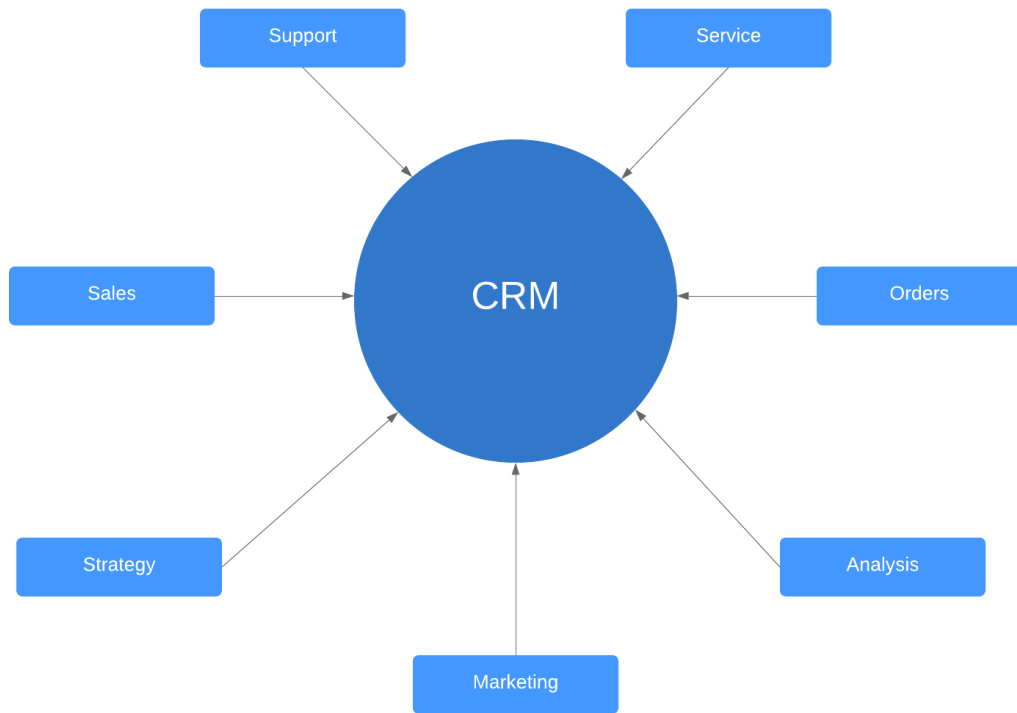 Support
Service
CRM
Sales
Orders
Strategy
Analysis
Marketing